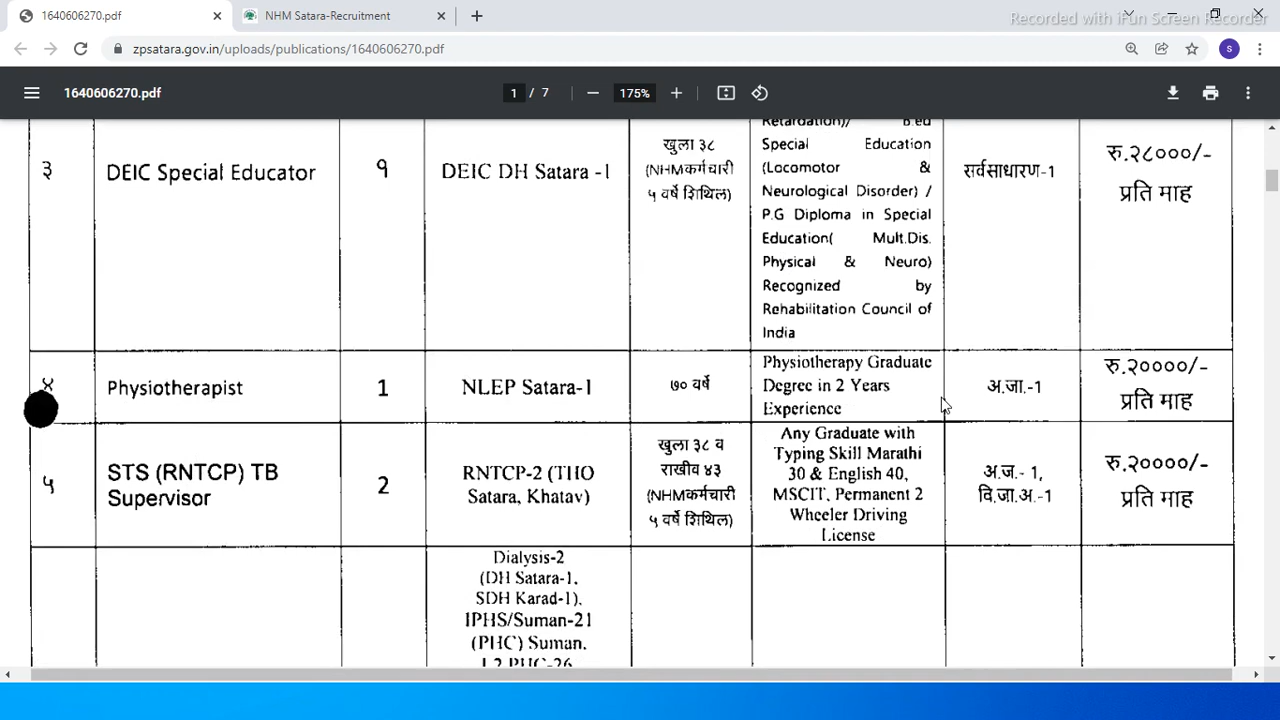 1640606270.pdf
NHM Satara-Recruitment
Recorded with iFun Screen Recorder
zpsatara.gov.in/uploads/publications/1640606270.pdf
S
1640606270.pdf
1 / 7
175%
३
DEIC Special Educator
१
DEIC DH Satara -1
खुला ३८
(NHMकर्मचारी
५ वर्षे शिथिल)
Retardation)/ B.ed
Special Education
(Locomotor &
Neurological Disorder) /
P.G Diploma in Special
Education( Mult.Dis.
Physical & Neuro)
Recognized by
Rehabilitation Council of
India
सर्वसाधारण-1
रु.२८०००/-
प्रति माह
४
Physiotherapist
1
NLEP Satara-1
७० वर्षे
Physiotherapy Graduate
Degree in 2 Years
Experience
अ.जा.-1
रु.२००००/-
प्रति माह
५
STS (RNTCP) TB
Supervisor
2
RNTCP-2 (THO
Satara, Khatav)
खुला ३८ व
राखीव ४३
(NHMकर्मचारी
५ वर्षे शिथिल)
Any Graduate with
Typing Skill Marathi
30 & English 40,
MSCIT, Permanent 2
Wheeler Driving
License
अ.ज.- 1,
वि.जा.अ.-1
रु.२००००/-
प्रति माह
Dialysis-2
(DH Satara-1,
SDH Karad-1),
IPHS/Suman-21
(PHC) Suman,
L2 PHC-26